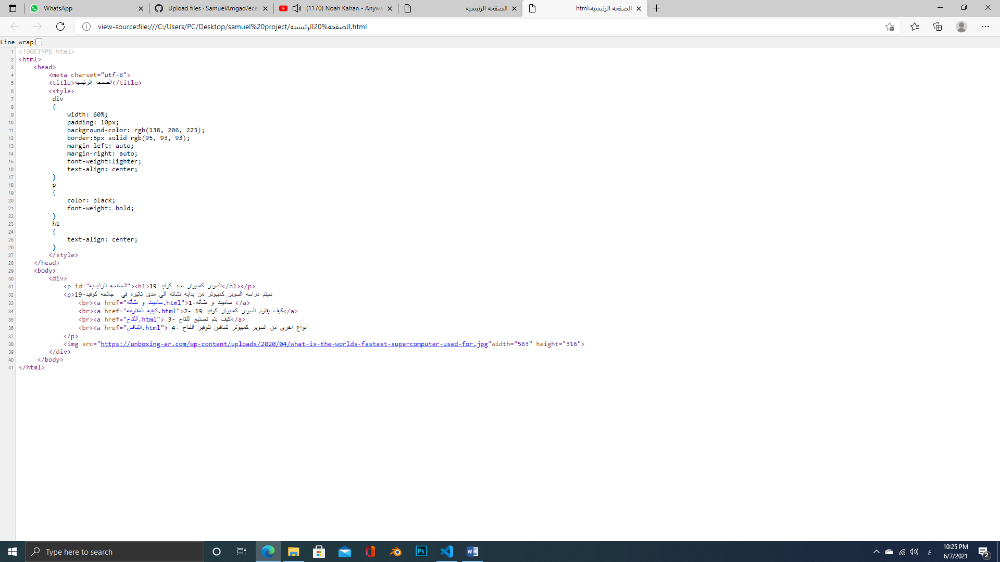 WhatsApp
Upload files · SamuelAmgad/ece
(1170) Noah Kahan - Anywa
الصفحه الرئيسيه
الصفحه الرئيسيه.html
view-source:file:///C:/Users/PC/Desktop/samuel%20project/الصفحه%20الرئيسيه.html
Line wrap
1 <!DOCTYPE html>
2 <html>
3 <head>
4 <meta charset="utf-8">
5 <title>الصفحه الرئيسيه</title>
6 <style>
7 div
8 {
9 width: 60%;
10 padding: 10px;
11 background-color: rgb(138, 206, 223);
12 border:5px solid rgb(95, 93, 93);
13 margin-left: auto;
14 margin-right: auto;
15 font-weight:lighter;
16 text-align: center;
17 }
18 p
19 {
20 color: black;
21 font-weight: bold;
22 }
23 h1
24 {
25 text-align: center;
26 }
27 </style>
28 </head>
29 <body>
30 <div>
31 <p id="الصفحه الرئيسيه"><h1>السوبر كمبيوتر ضد كوفيد 19</h1></p>
32 <p>سيتم دراسه السوبر كمبيوتر من بدايه نشأته الى مدى تأثيره في جائحه كوفيد-19
33 <br><a href="ساميت و نشأته.html">1-ساميت و نشأته </a>
34 <br><a href="كيفيه المقاومه.html">2- كيف يقاوم السوبر كمبيوتر كوفيد 19</a>
35 <br><a href="اللقاح.html"> 3- كيف يتم تصنيع اللقاح</a>
36 <br><a href="التنافس.html"> 4- انواع اخرى من السوبر كمبيوتر تتنافس لتوفير اللقاح
37 </p>
38 <img src="https://unboxing-ar.com/wp-content/uploads/2020/04/what-is-the-worlds-fastest-supercomputer-used-for.jpg"width="563" height="316">
39 </div>
40 </body>
41 </html>
Type here to search
Ps
ع
10:25 PM
6/7/2021
2